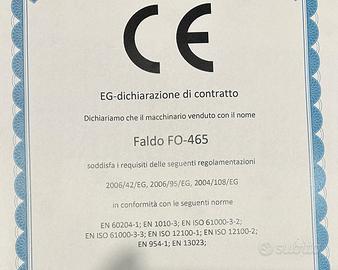 CE
EG-dichiarazione di contratto
Dichiariamo che il macchinario venduto con il nome
Faldo FO-465
soddisfa i requisiti delle seguenti regolamentazioni
2006/42/EG, 2006/95/EG, 2004/108/EG
in conformità con le seguenti norme
EN 60204-1; EN 1010-3; EN ISO 61000-3-2;
EN ISO 61000-3-3; EN ISO 12100-1; EN ISO 12100-2;
EN 954-1; EN 13023;
subito